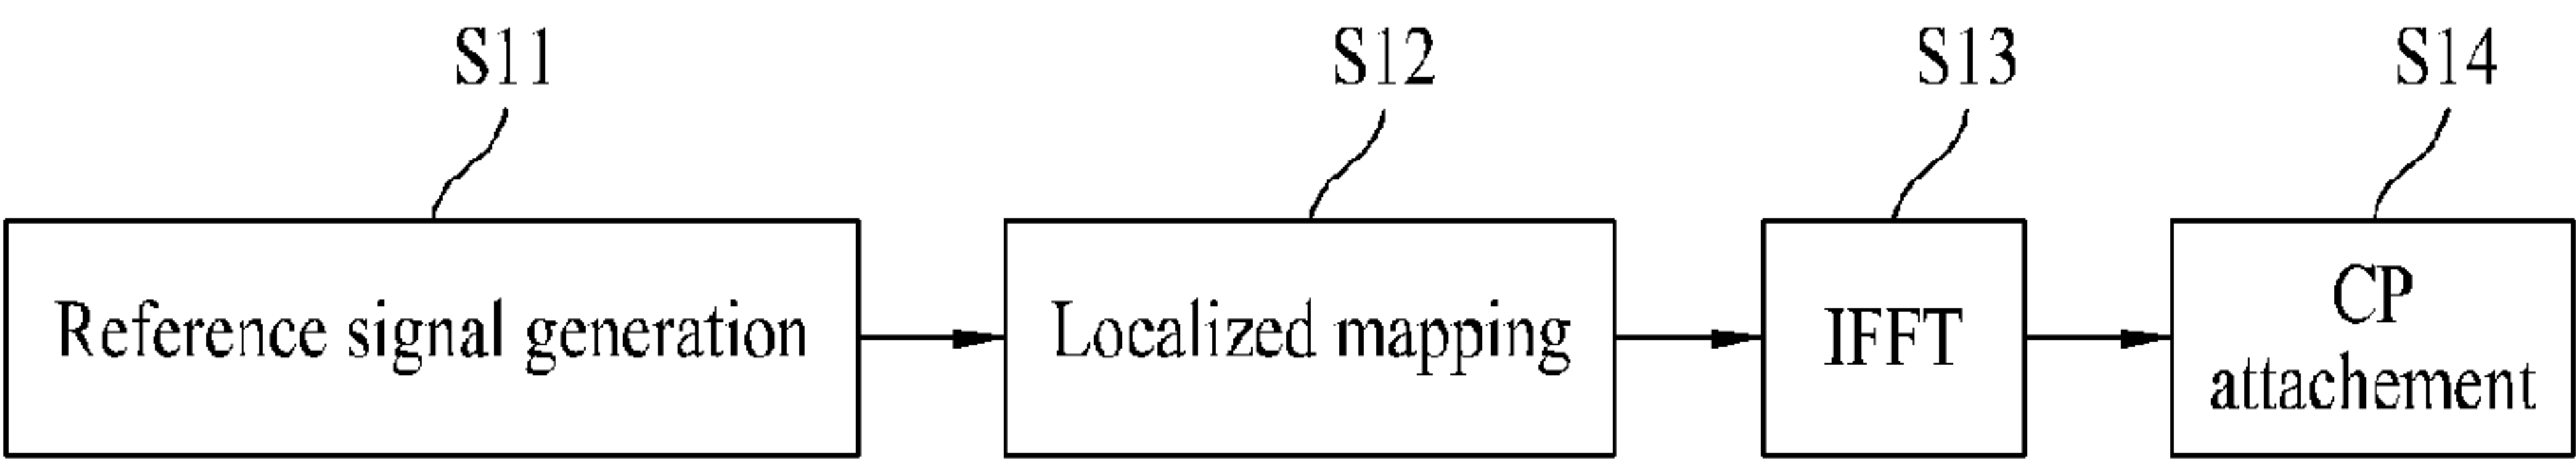 S11
S12
S13
S14
Reference signal generation
Localized mapping
IFFT
CP
attachement